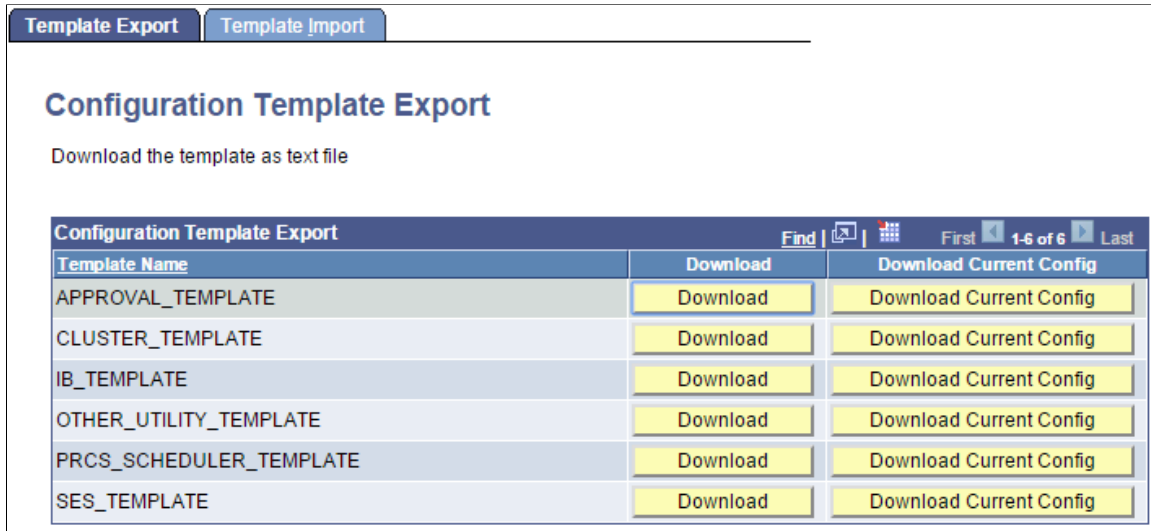 Template Export Template Import
Configuration Template Export
Download the template as text file
Configuration Template Export Find | | First 1-6 of 6 Last
Template Name Download Download Current Config
APPROVAL_TEMPLATE Download Download Current Config
CLUSTER_TEMPLATE Download Download Current Config
IB_TEMPLATE Download Download Current Config
OTHER_UTILITY_TEMPLATE Download Download Current Config
PRCS_SCHEDULER_TEMPLATE Download Download Current Config
SES_TEMPLATE Download Download Current Config